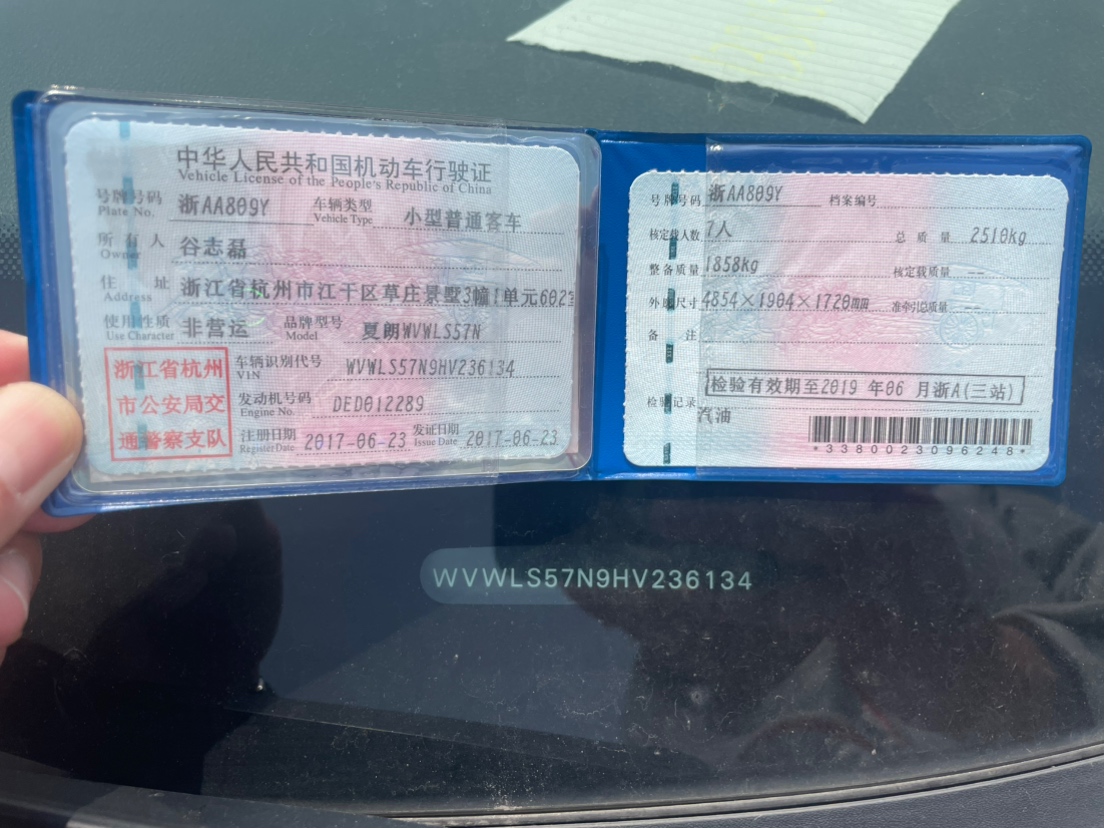 中华人民共和国机动车行驶证
Vehicle License of the People's Republic of China
号牌号码 浙AA809Y 车辆类型 小型普通客车
Plate No. Vehicle Type
所有人 谷志磊
Owner
住址 浙江省杭州市江干区草庄景墅3幢1单元602室
Address
使用性质 非营运 品牌型号 夏朗WVWLS57N
Use Character Model
浙江省杭州
市公安局交
通警察支队
车辆识别代号 WVWLS57N9HV236134
VIN
发动机号码 DED012289
Engine No.
注册日期 2017-06-23 发证日期 2017-06-23
Register Date Issue Date
号牌号码 浙AA809Y 档案编号
核定载人数 7人 总质量 2510kg
整备质量 1858kg 核定载质量 --
外廓尺寸 4854×1904×1720mm 准牵引总质量 --
备注
检验记录 检验有效期至2019年06月浙A(三站)
汽油
*3380023096248*
WVWLS57N9HV236134